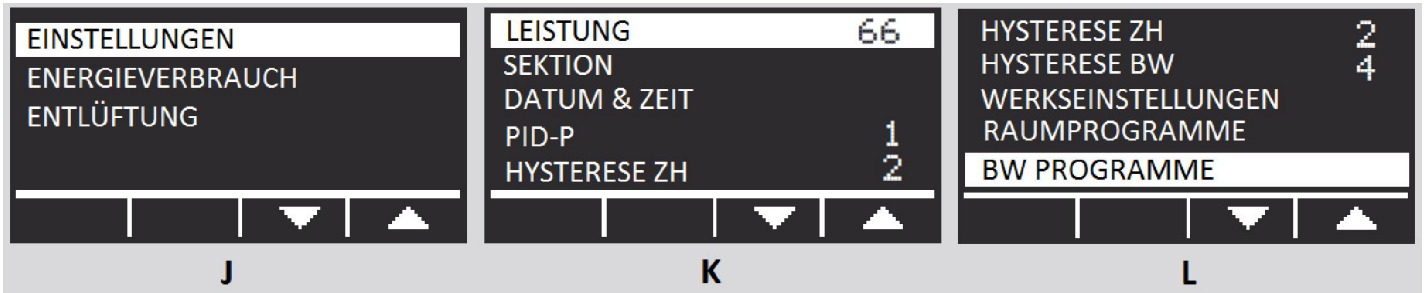 EINSTELLUNGEN
ENERGIEVERBRAUCH
ENTLÜFTUNG
J
LEISTUNG 66
SEKTION
DATUM & ZEIT
PID-P 1
HYSTERESE ZH 2
K
HYSTERESE ZH 2
HYSTERESE BW 4
WERKSEINSTELLUNGEN
RAUMPROGRAMME
BW PROGRAMME
L